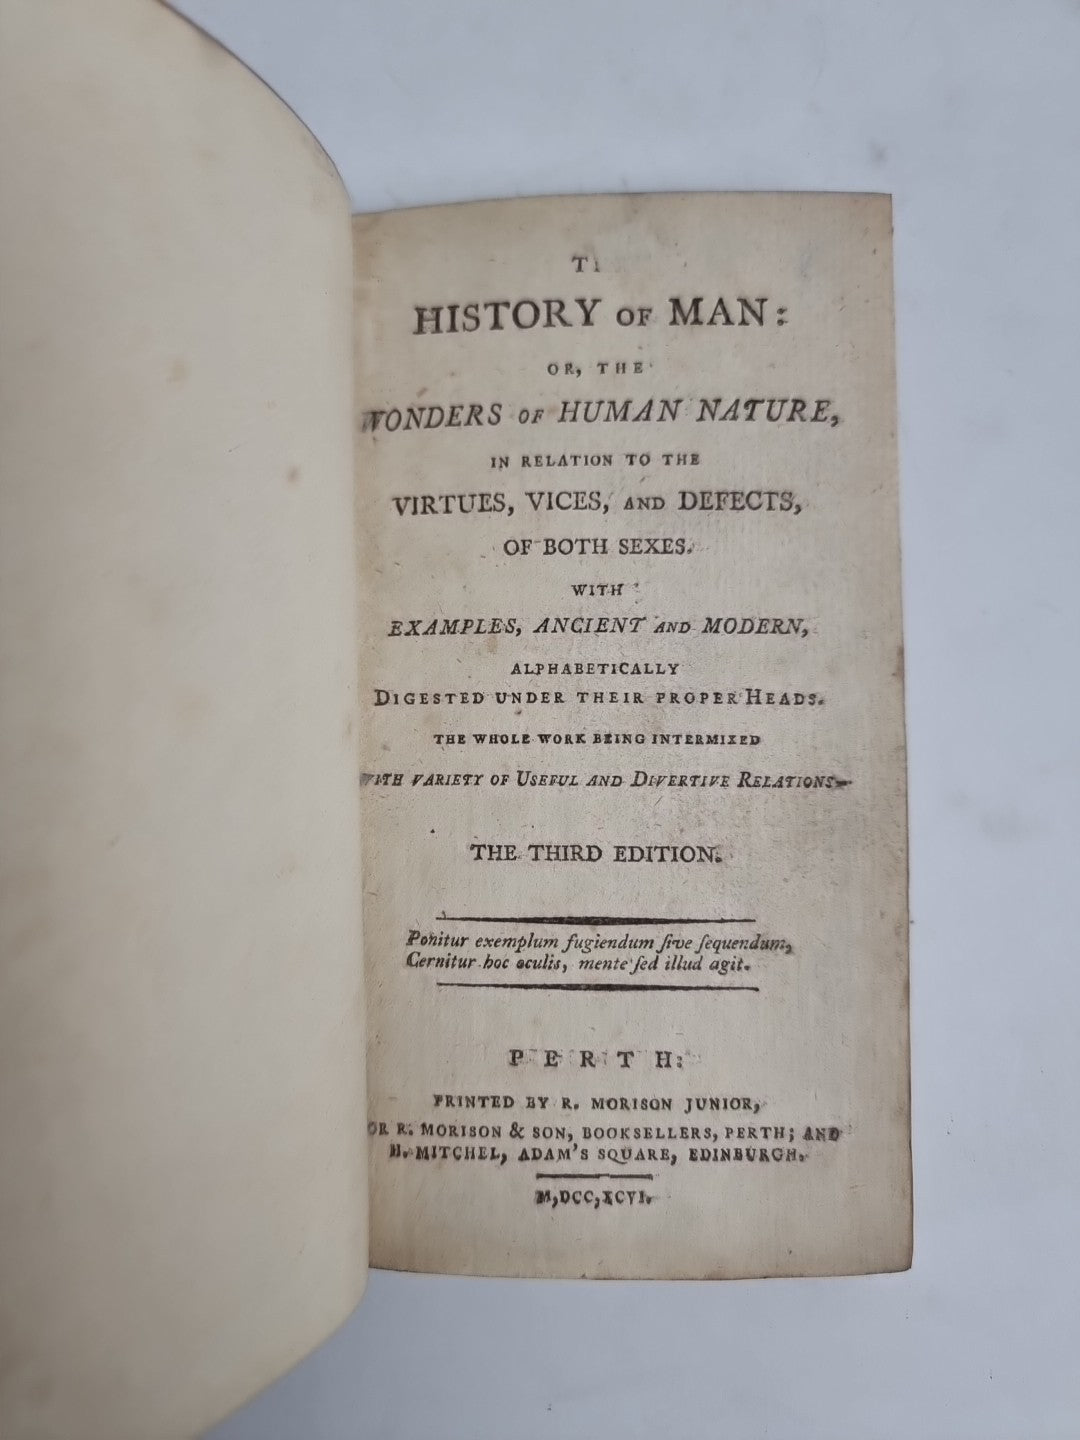 T
HISTORY OF MAN:
OR, THE
WONDERS OF HUMAN NATURE,
IN RELATION TO THE
VIRTUES, VICES, AND DEFECTS,
OF BOTH SEXES.
WITH
EXAMPLES, ANCIENT AND MODERN,
ALPHABETICALLY
DIGESTED UNDER THEIR PROPER HEADS.
THE WHOLE WORK BEING INTERMIXED
WITH VARIETY OF USEFUL AND DIVERTIVE RELATIONS.
THE THIRD EDITION.
Ponitur exemplum fugiendum ſive ſequendum,
Cernitur hoc oculis, mente ſed illud agit.
PERTH:
PRINTED BY R. MORISON JUNIOR,
OR R. MORISON & SON, BOOKSELLERS, PERTH; AND
H. MITCHEL, ADAM'S SQUARE, EDINBURGH.
M,DCC,XCVI.